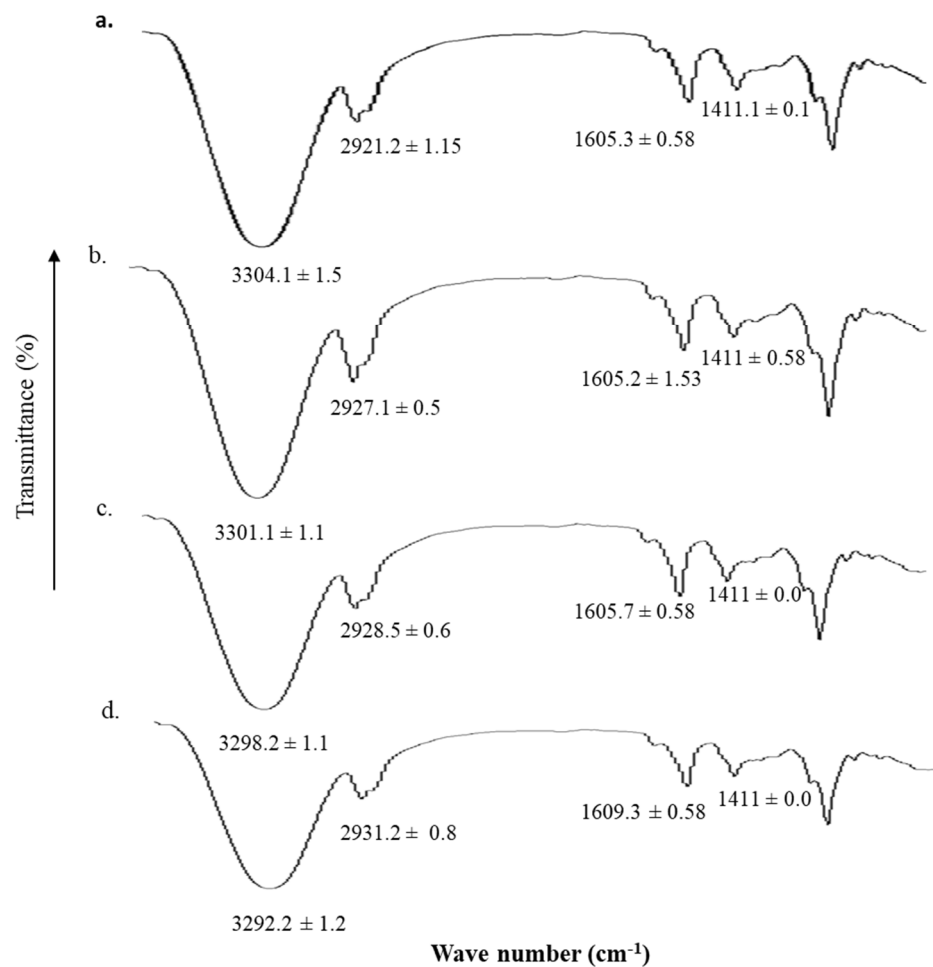 a.
2921.2 ± 1.15
1605.3 ± 0.58
1411.1 ± 0.1
3304.1 ± 1.5
b.
2927.1 ± 0.5
1605.2 ± 1.53
1411 ± 0.58
3301.1 ± 1.1
c.
2928.5 ± 0.6
1605.7 ± 0.58
1411 ± 0.0
3298.2 ± 1.1
d.
2931.2 ± 0.8
1609.3 ± 0.58
1411 ± 0.0
3292.2 ± 1.2
Transmittance (%)
Wave number (cm⁻¹)